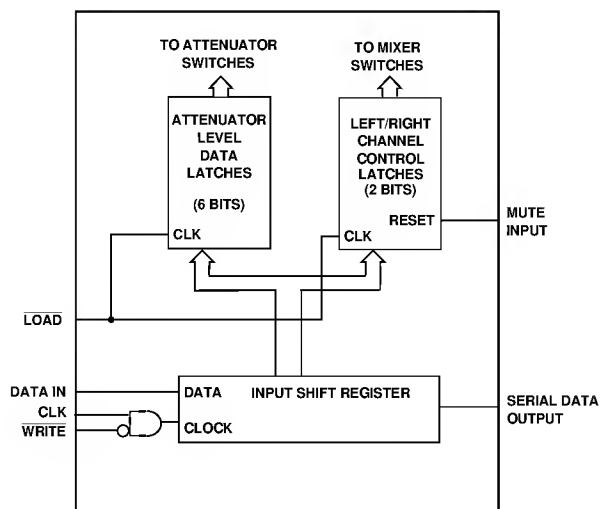 TO ATTENUATOR
SWITCHES
TO MIXER
SWITCHES
ATTENUATOR
LEVEL
DATA
LATCHES
(6 BITS)
CLK
LEFT/RIGHT
CHANNEL
CONTROL
LATCHES
(2 BITS)
RESET
CLK
MUTE
INPUT
LOAD
DATA IN
CLK
WRITE
DATA
INPUT SHIFT REGISTER
CLOCK
SERIAL DATA
OUTPUT